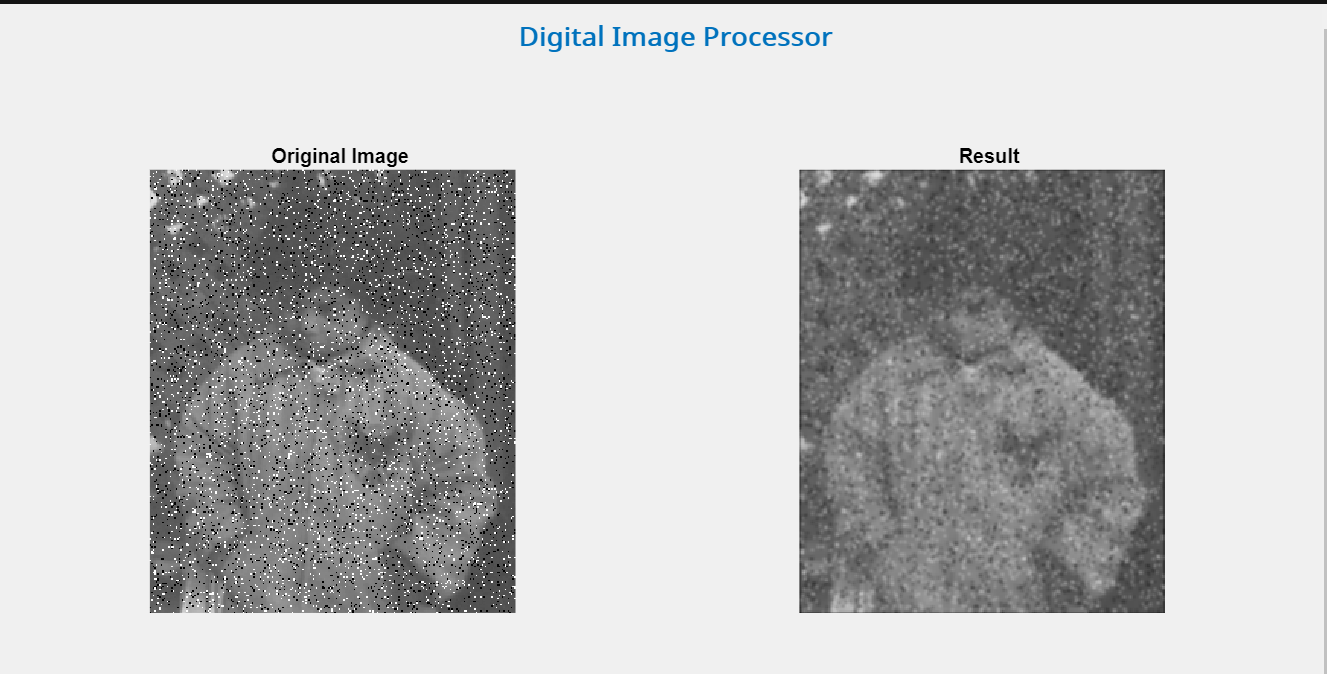 Digital Image Processor
Original Image
Result